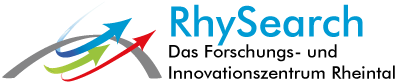 RhySearch
Das Forschungs- und
Innovationszentrum Rheintal